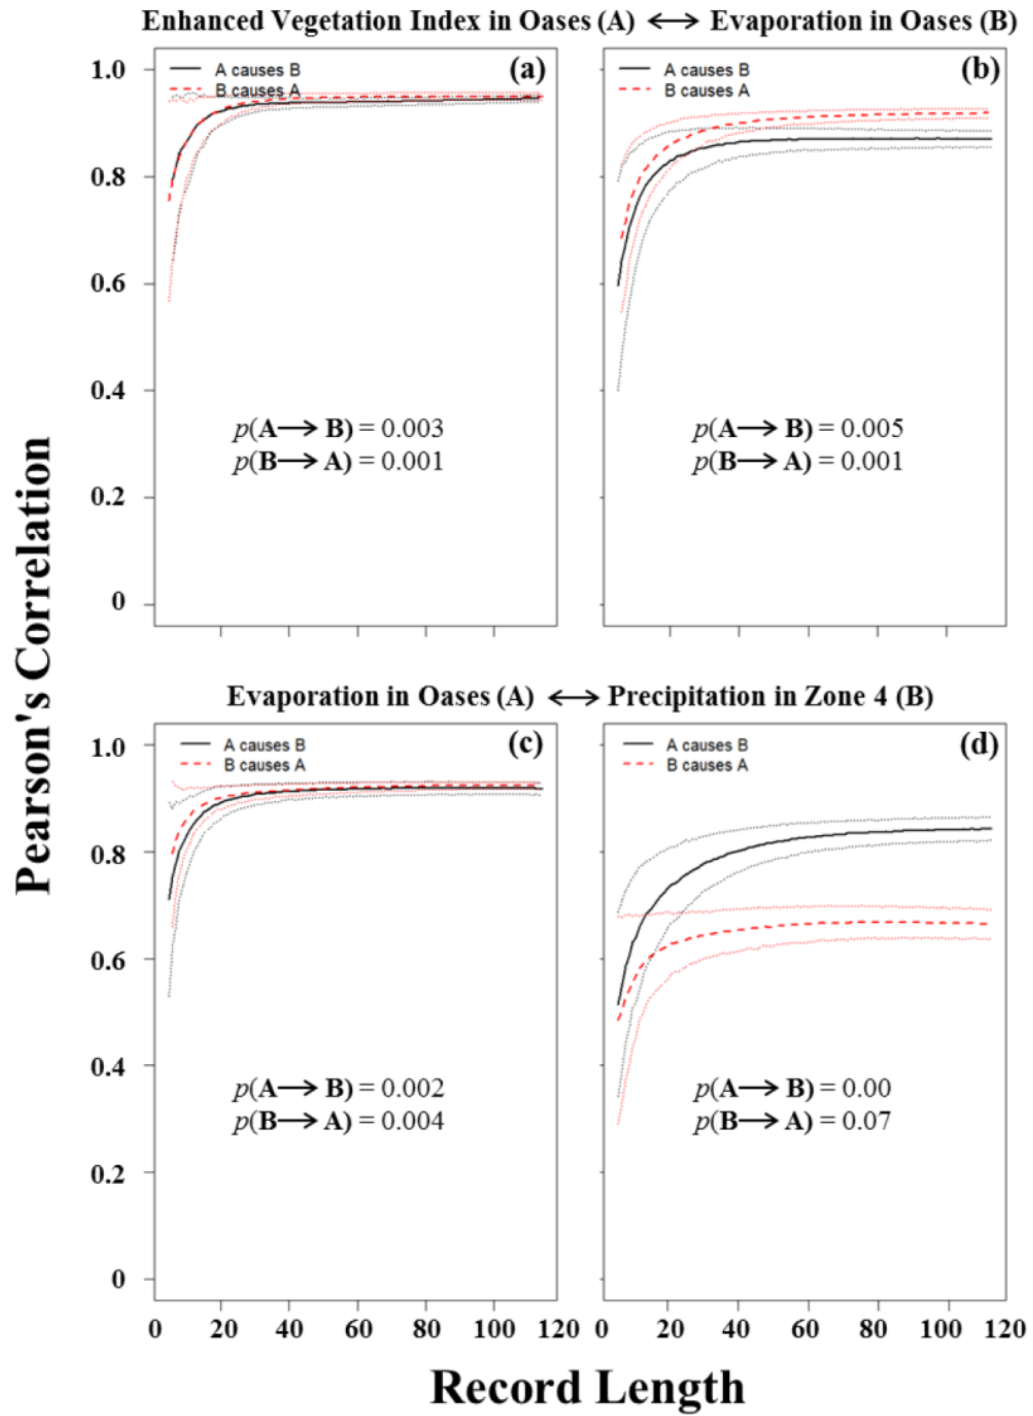 Enhanced Vegetation Index in Oases (A) ⟷ Evaporation in Oases (B)
A causes B
B causes A
(a)
A causes B
B causes A
(b)
1.0
0.8
0.6
0.4
0.2
0
p(A⟶B) = 0.003
p(B⟶A) = 0.001
p(A⟶B) = 0.005
p(B⟶A) = 0.001
Pearson's Correlation
Evaporation in Oases (A) ⟷ Precipitation in Zone 4 (B)
A causes B
B causes A
(c)
A causes B
B causes A
(d)
1.0
0.8
0.6
0.4
0.2
0
p(A⟶B) = 0.002
p(B⟶A) = 0.004
p(A⟶B) = 0.00
p(B⟶A) = 0.07
0 20 40 60 80 100 120
0 20 40 60 80 100 120
Record Length